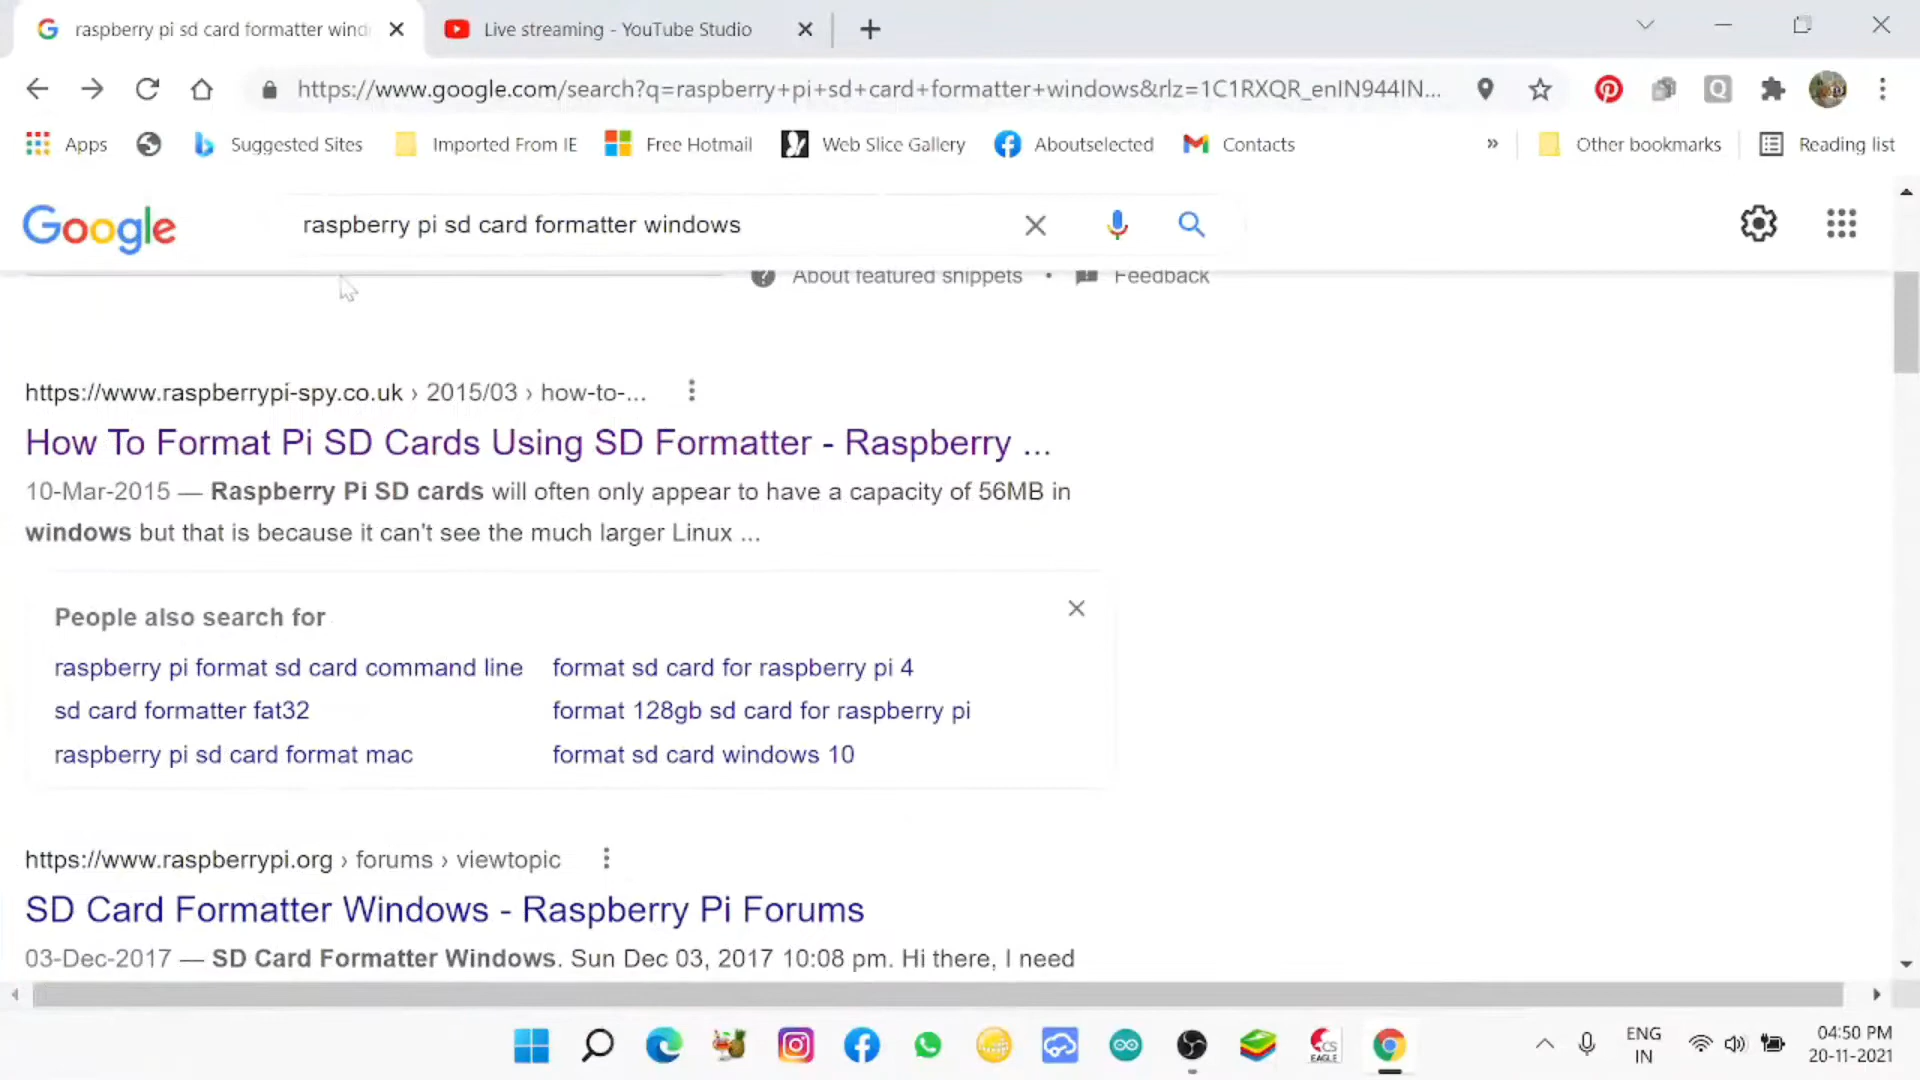 raspberry pi sd card formatter wind
Live streaming - YouTube Studio
https://www.google.com/search?q=raspberry+pi+sd+card+formatter+windows&rlz=1C1RXQR_enIN944IN...
Apps
Suggested Sites
Imported From IE
Free Hotmail
Web Slice Gallery
Aboutselected
Contacts
»
Other bookmarks
Reading list
Google
raspberry pi sd card formatter windows
About featured snippets • Feedback
https://www.raspberrypi-spy.co.uk › 2015/03 › how-to-...
How To Format Pi SD Cards Using SD Formatter - Raspberry ...
10-Mar-2015 — Raspberry Pi SD cards will often only appear to have a capacity of 56MB in
windows but that is because it can't see the much larger Linux ...
People also search for
raspberry pi format sd card command line
format sd card for raspberry pi 4
sd card formatter fat32
format 128gb sd card for raspberry pi
raspberry pi sd card format mac
format sd card windows 10
https://www.raspberrypi.org › forums › viewtopic
SD Card Formatter Windows - Raspberry Pi Forums
03-Dec-2017 — SD Card Formatter Windows. Sun Dec 03, 2017 10:08 pm. Hi there, I need
CS
EAGLE
ENG
IN
04:50 PM
20-11-2021